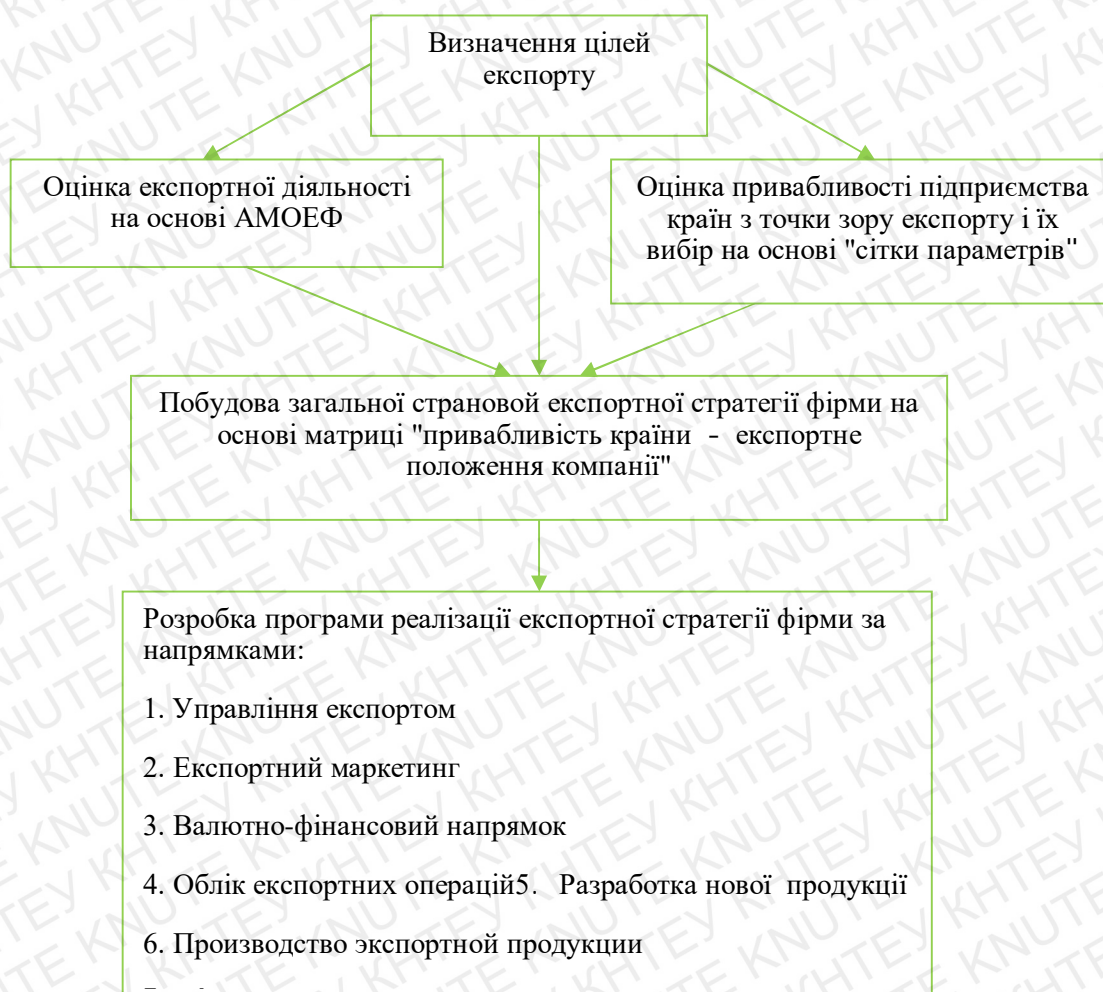 Визначення цілей
експорту
Оцінка експортної діяльності
на основі АМОЕФ
Оцінка привабливості підприємства
країн з точки зору експорту і їх
вибір на основі "сітки параметрів"
Побудова загальної страновой експортної стратегії фірми на
основі матриці "привабливість країни - експортне
положення компанії"
Розробка програми реалізації експортної стратегії фірми за
напрямками:
1. Управління експортом
2. Експортний маркетинг
3. Валютно-фінансовий напрямок
4. Облік експортних операцій5. Разработка нової продукції
6. Производство экспортной продукции